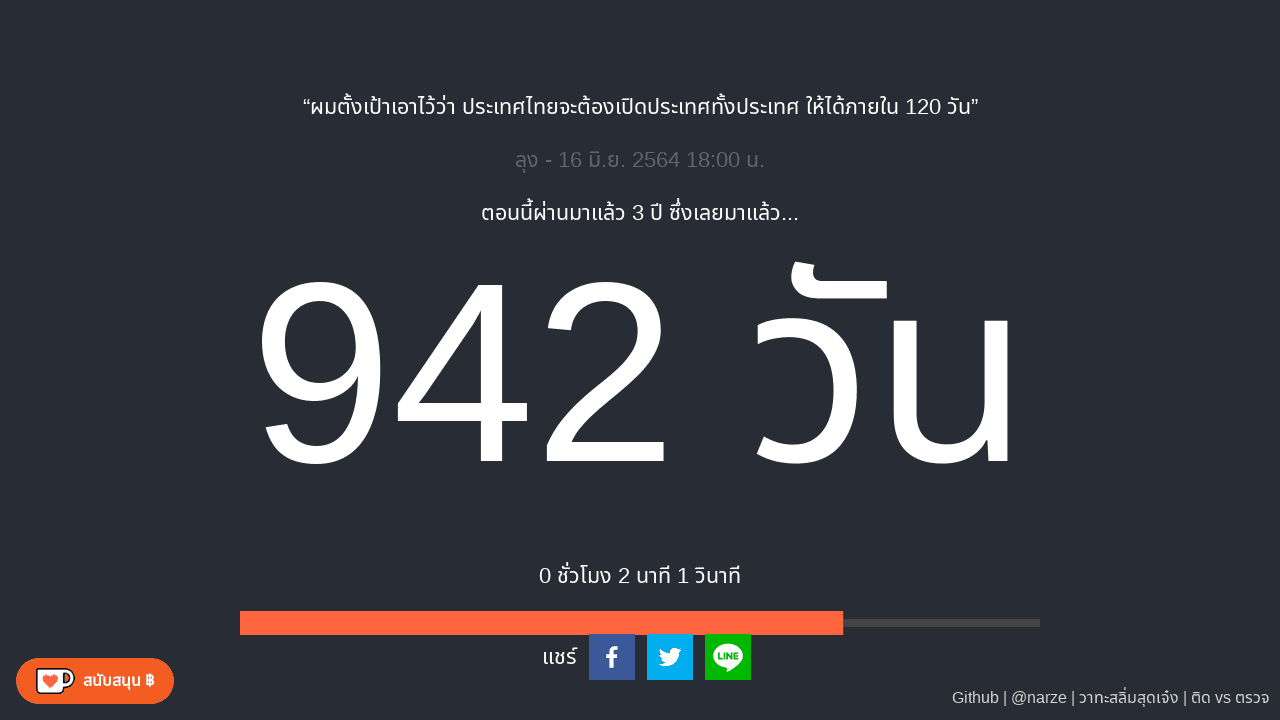 “ผมตั้งเป้าเอาไว้ว่า ประเทศไทยจะต้องเปิดประเทศทั้งประเทศ ให้ได้ภายใน 120 วัน”
ลุง - 16 มิ.ย. 2564 18:00 น.
ตอนนี้ผ่านมาแล้ว 3 ปี ซึ่งเลยมาแล้ว...
942 วัน
0 ชั่วโมง 2 นาที 1 วินาที
แชร์
LINE
สนับสนุน ฿
Github | @narze | วาทะสลิ่มสุดเจ๋ง | ติด vs ตรวจ